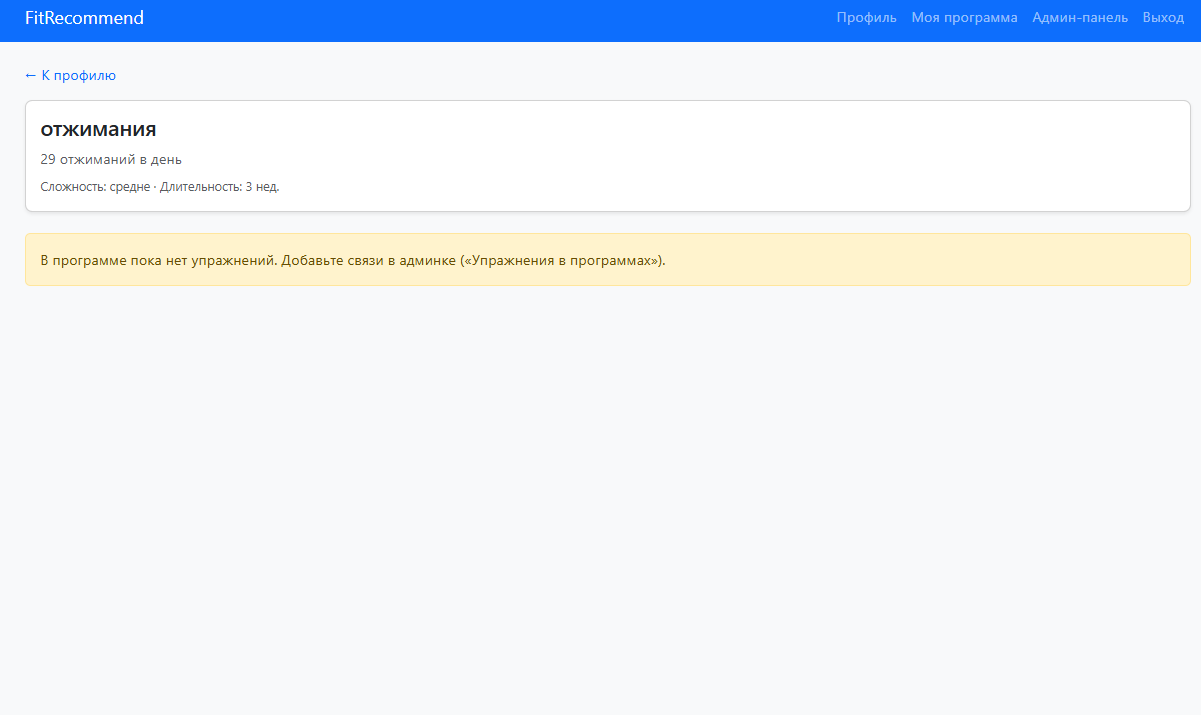 FitRecommend
Профиль Моя программа Админ-панель Выход
← К профилю
отжимания
29 отжиманий в день
Сложность: средне · Длительность: 3 нед.
В программе пока нет упражнений. Добавьте связи в админке («Упражнения в программах»).